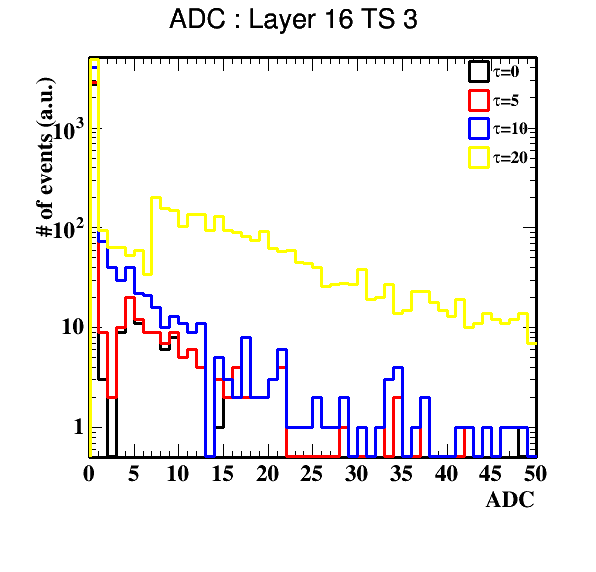 ADC : Layer 16 TS 3
# of events (a.u.)
10³
10²
10
1
τ=0
τ=5
τ=10
τ=20
0 5 10 15 20 25 30 35 40 45 50
ADC